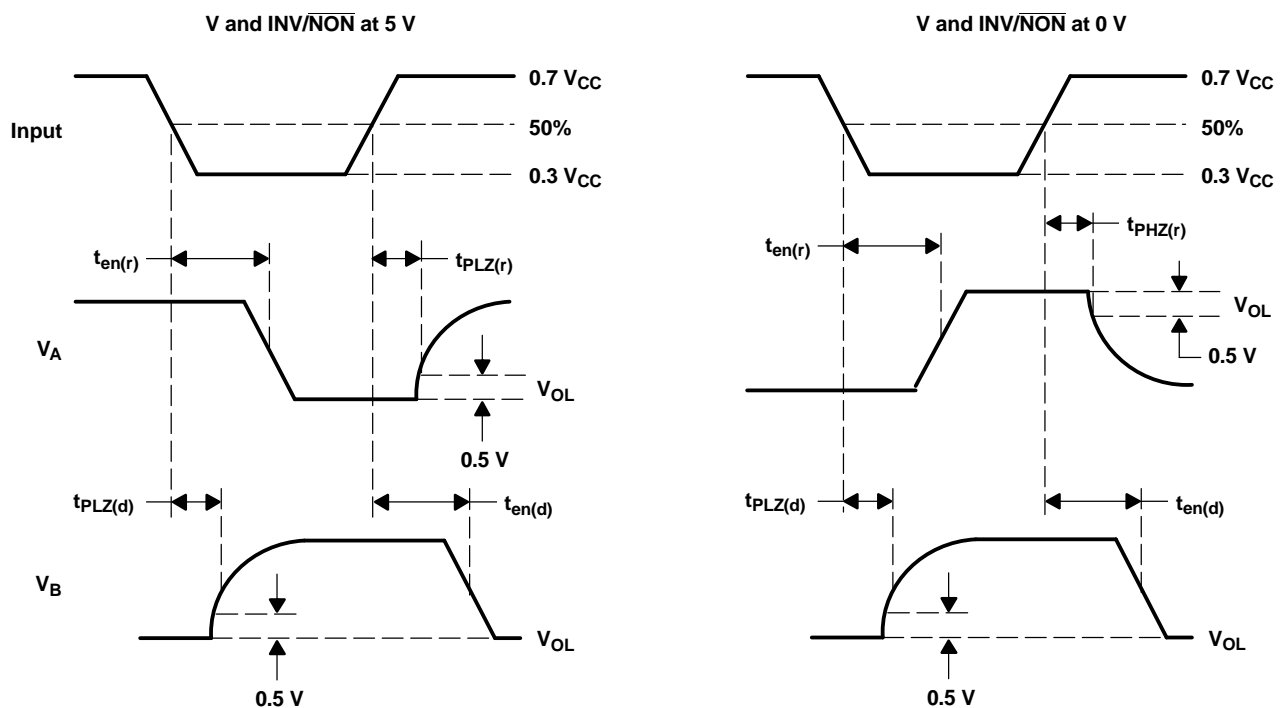 V and INV/NON at 5 V
Input
0.7 VCC
50%
0.3 VCC
ten(r)
tPLZ(r)
VA
VOL
0.5 V
tPLZ(d)
ten(d)
VB
VOL
0.5 V
V and INV/NON at 0 V
0.7 VCC
50%
0.3 VCC
ten(r)
tPHZ(r)
VOL
0.5 V
tPLZ(d)
ten(d)
VOL
0.5 V